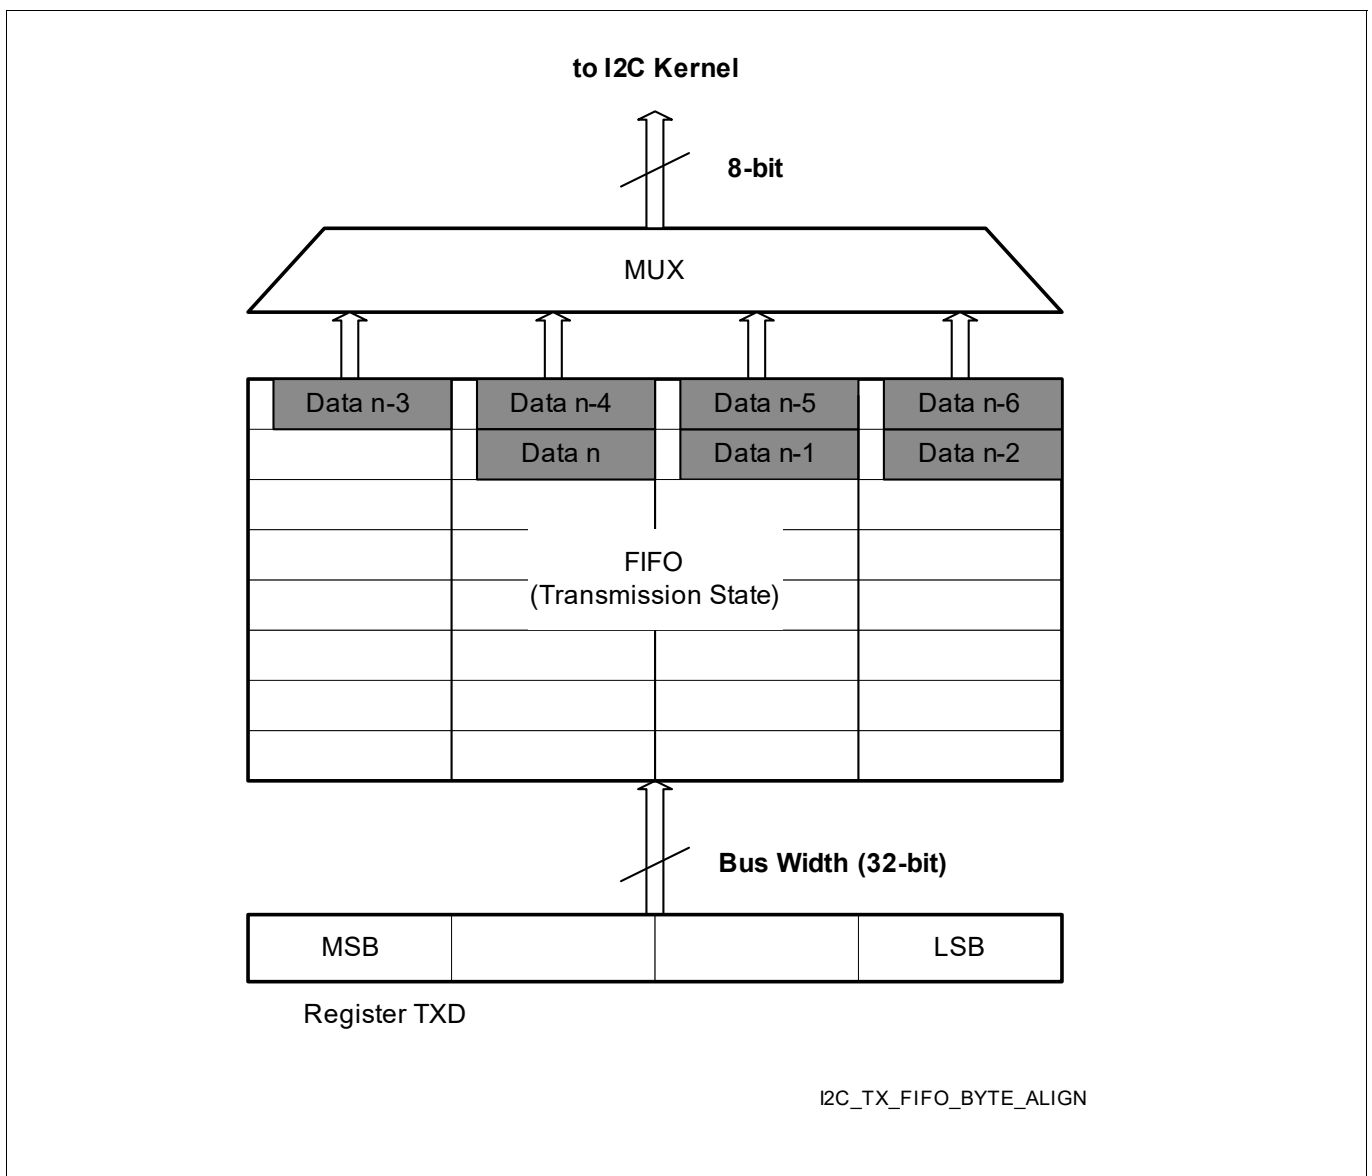 to I2C Kernel
8-bit
MUX
Data n-3 Data n-4 Data n-5 Data n-6
Data n Data n-1 Data n-2
FIFO
(Transmission State)
Bus Width (32-bit)
MSB LSB
Register TXD
I2C_TX_FIFO_BYTE_ALIGN